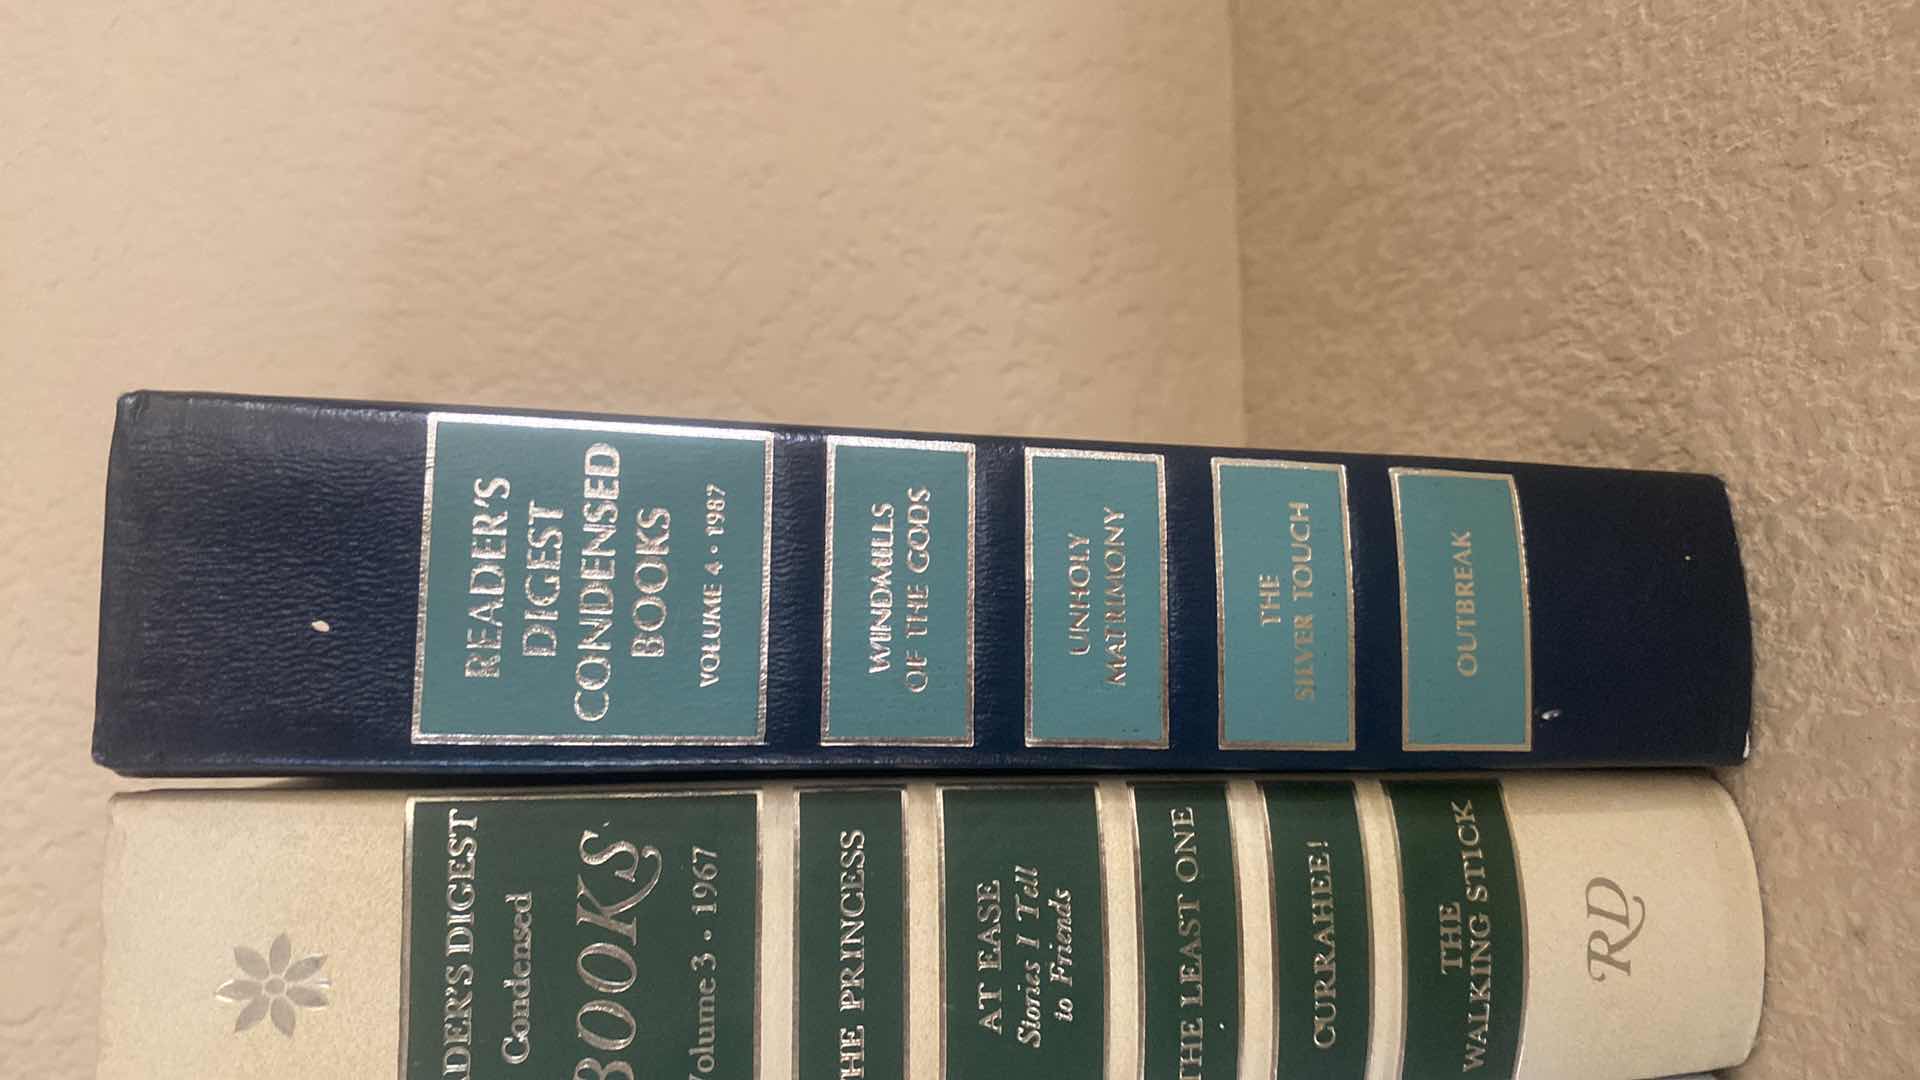 READER'S
DIGEST
CONDENSED
BOOKS
VOLUME 4 • 1987
WINDMILLS
OF THE GODS
UNHOLY
MATRIMONY
THE
SILVER TOUCH
OUTBREAK
ADER'S DIGEST
Condensed
BOOKS
Volume 3 • 1967
THE PRINCESS
AT EASE
Stories I Tell
to Friends
THE LEAST ONE
CURRAHEE!
THE
WALKING STICK
RD